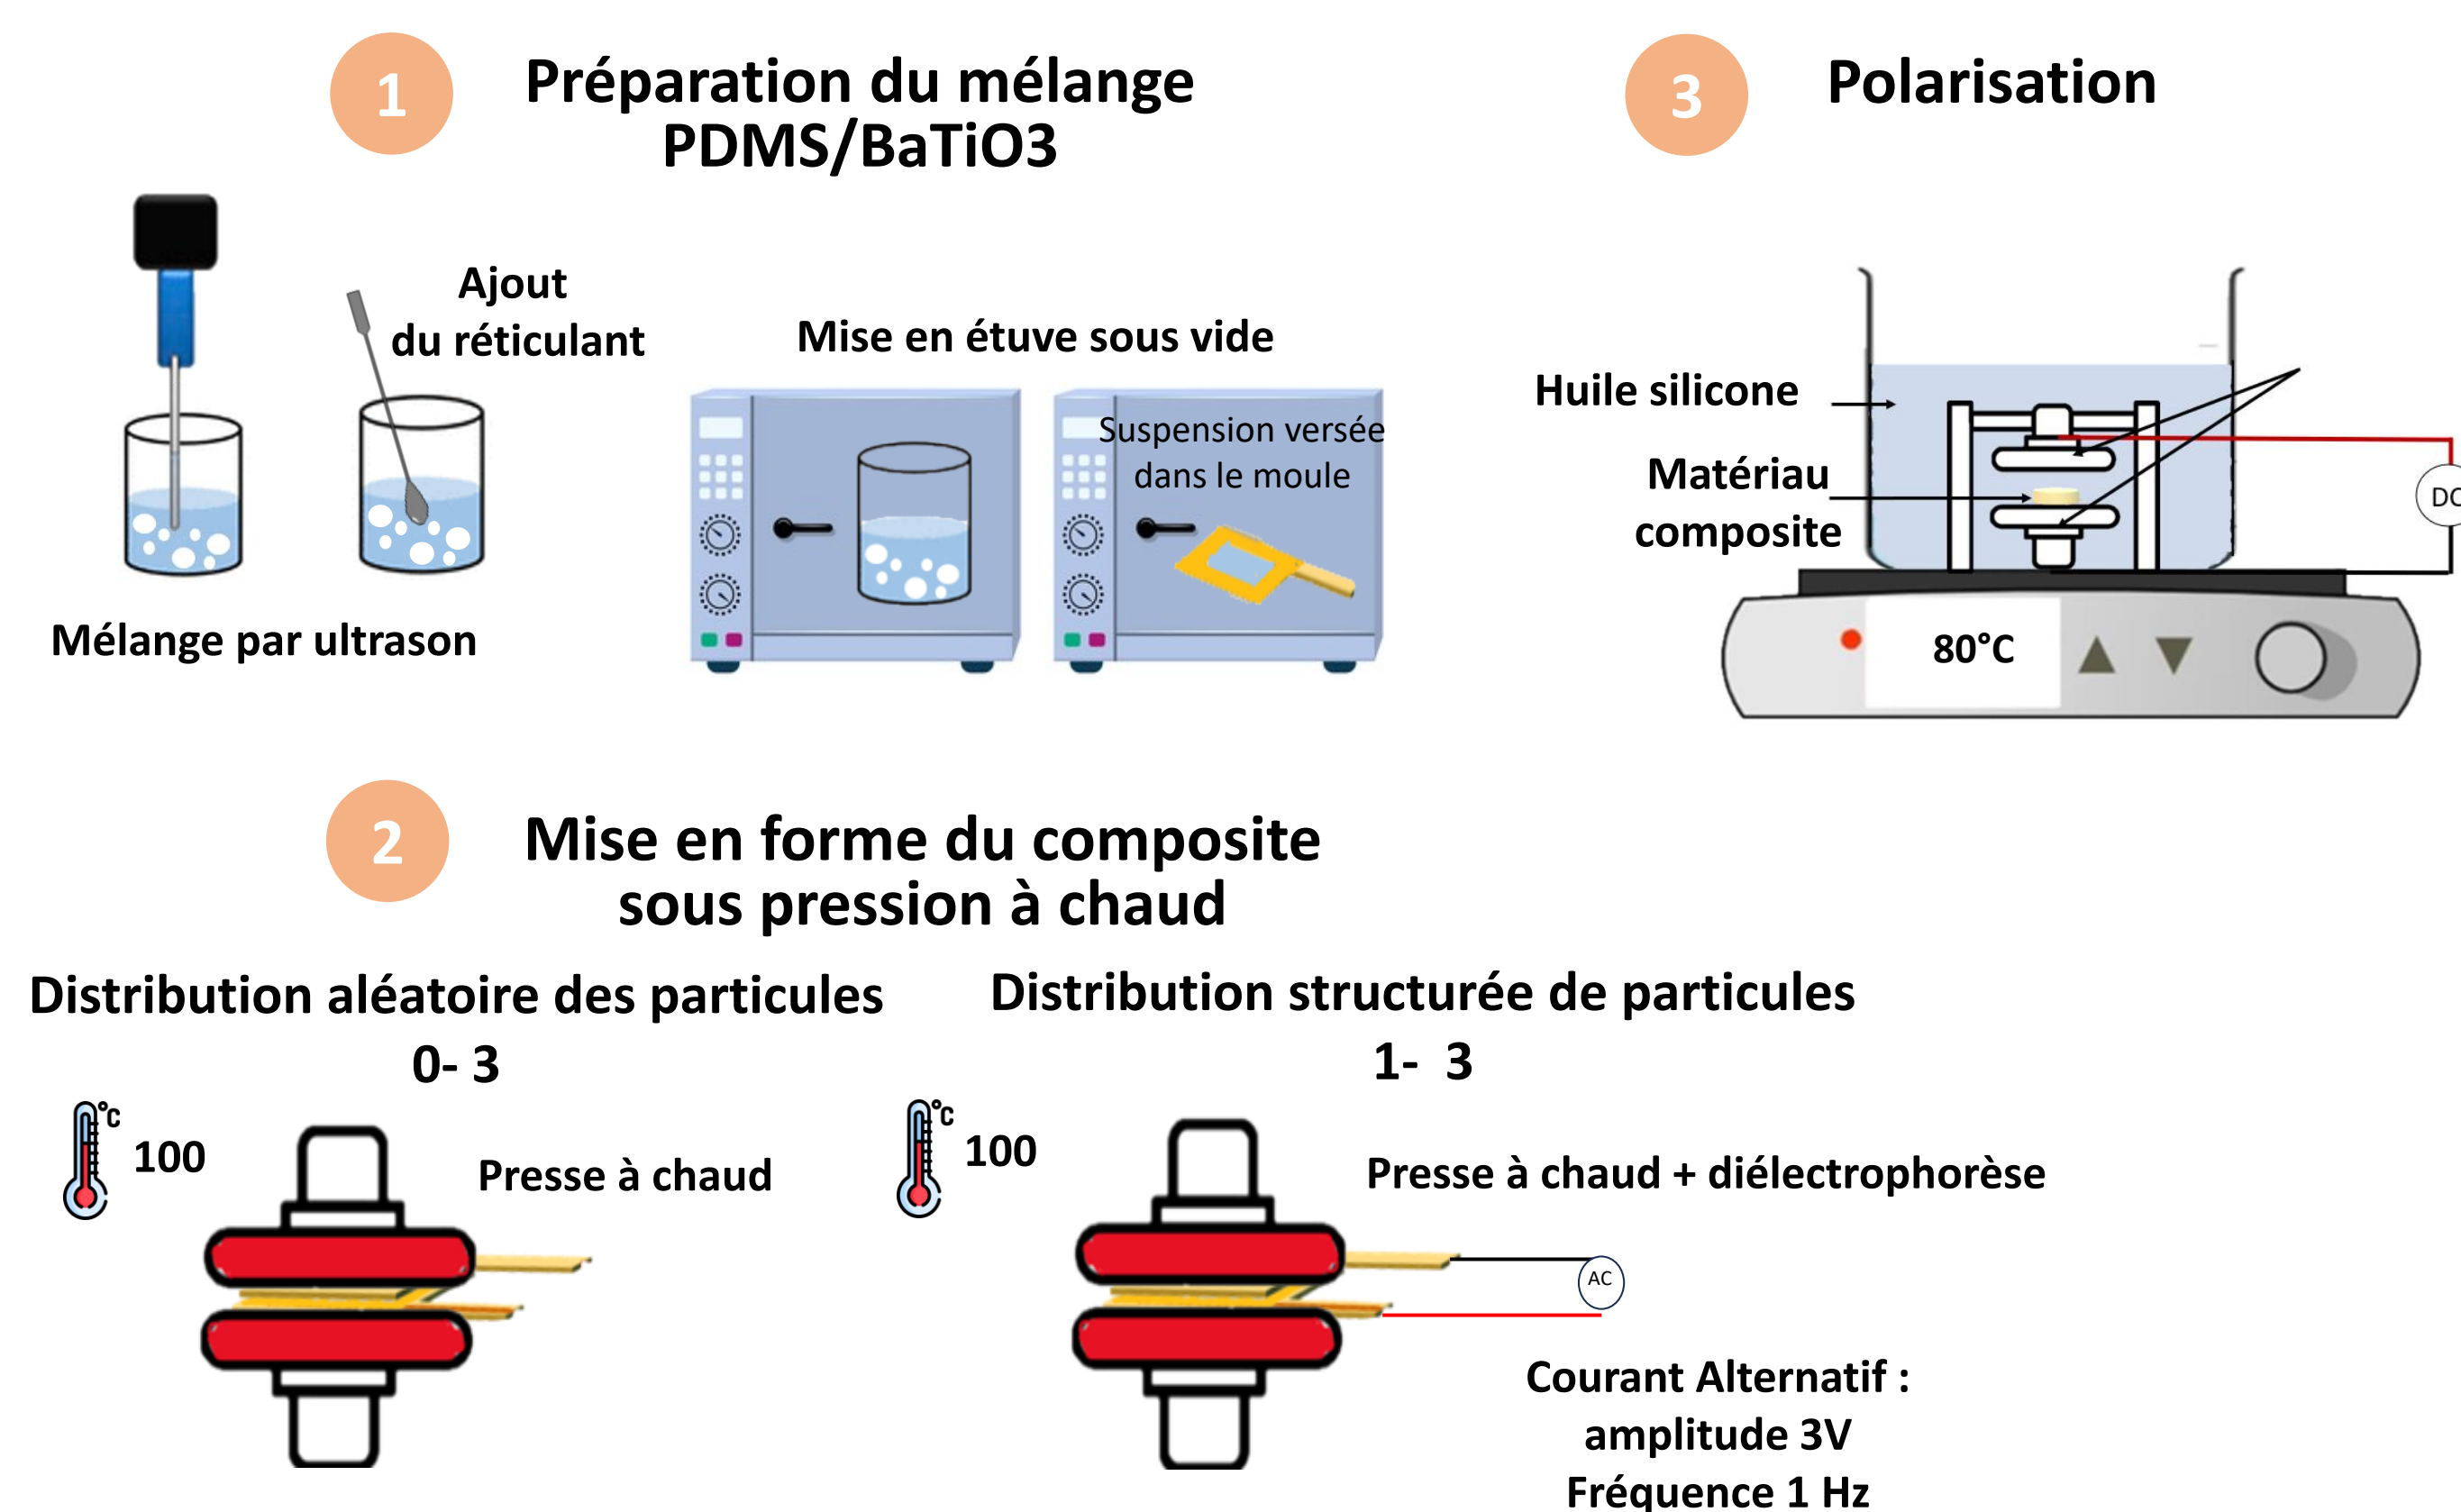 1
Préparation du mélange
PDMS/BaTiO3
Ajout
du réticulant
Mise en étuve sous vide
Suspension versée
dans le moule
Mélange par ultrason
3
Polarisation
Huile silicone
Matériau
composite
DC
80°C
2
Mise en forme du composite
sous pression à chaud
Distribution aléatoire des particules
0- 3
°C
100
Presse à chaud
Distribution structurée de particules
1- 3
°C
100
Presse à chaud + diélectrophorèse
AC
Courant Alternatif :
amplitude 3V
Fréquence 1 Hz